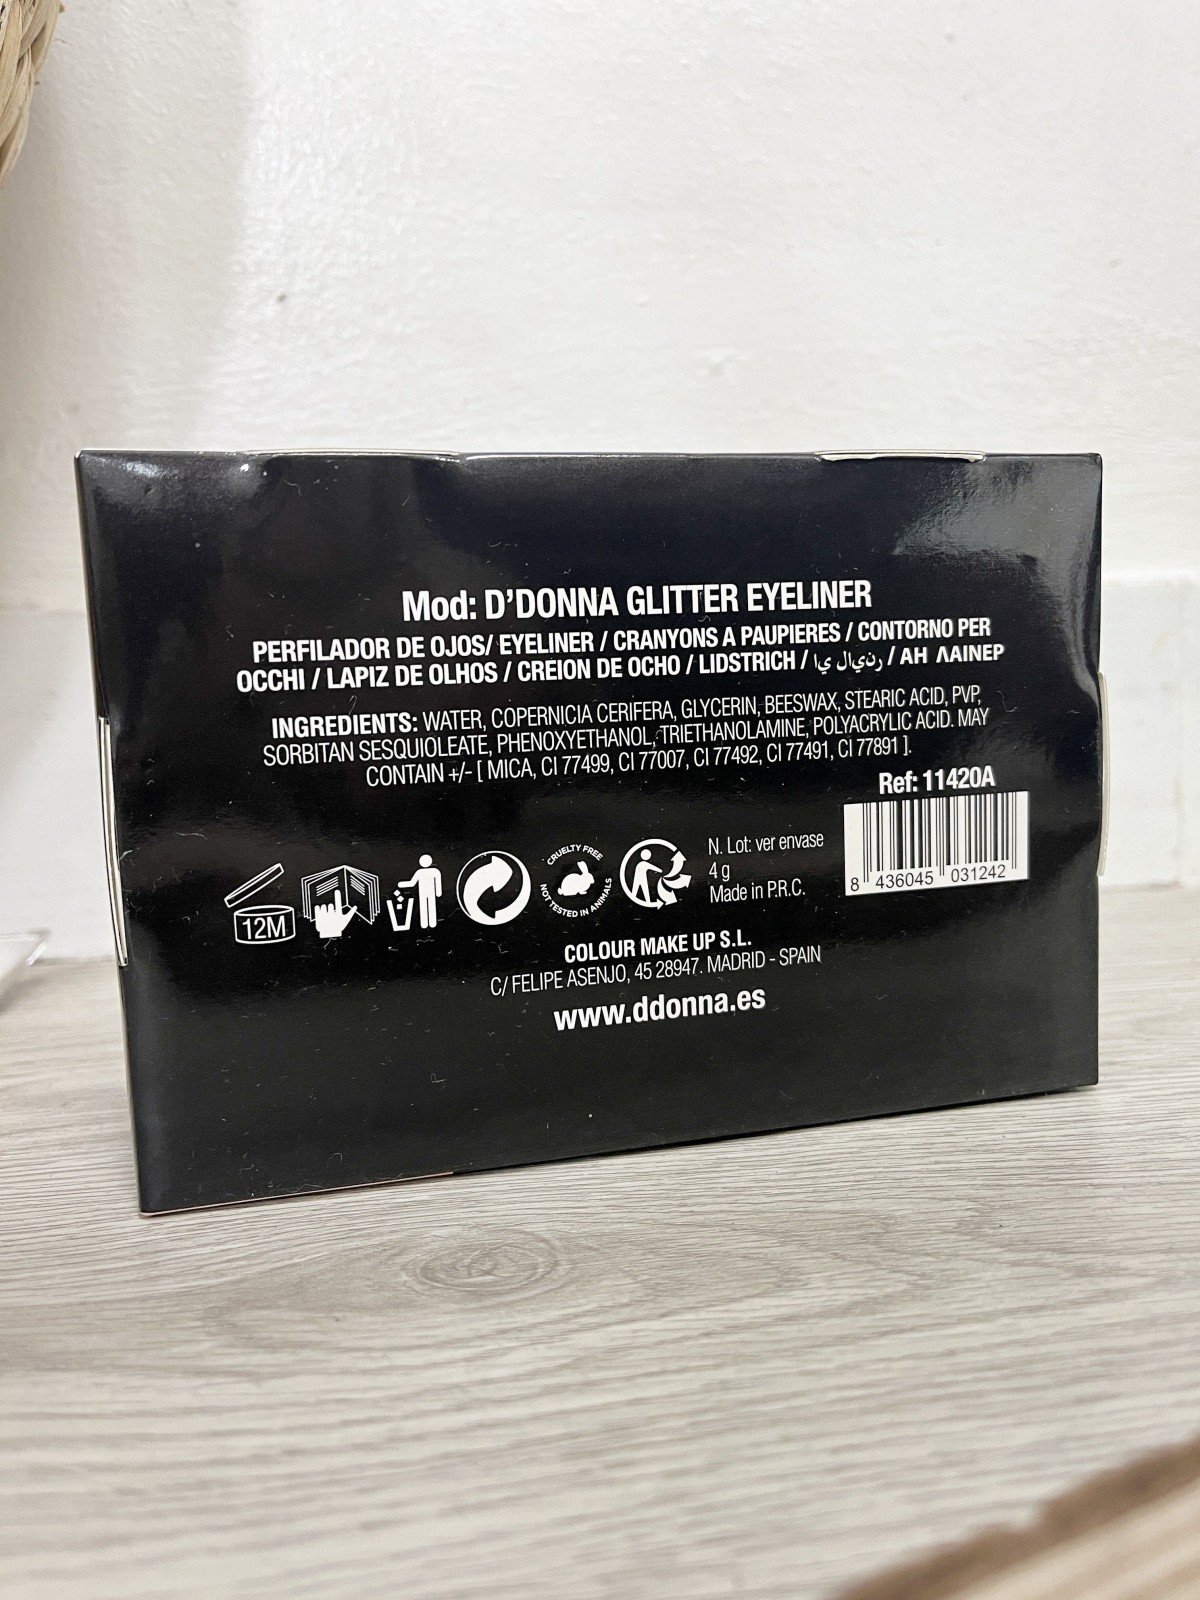 Mod: D'DONNA GLITTER EYELINER
PERFILADOR DE OJOS/ EYELINER / CRANYONS A PAUPIERES / CONTORNO PER
OCCHI / LAPIZ DE OLHOS / CREION DE OCHO / LIDSTRICH / اي لاينر / ΑΗ ΛΑΙΝΕΡ
INGREDIENTS: WATER, COPERNICIA CERIFERA, GLYCERIN, BEESWAX, STEARIC ACID, PVP,
SORBITAN SESQUIOLEATE, PHENOXYETHANOL, TRIETHANOLAMINE, POLYACRYLIC ACID. MAY
CONTAIN +/- [ MICA, CI 77499, CI 77007, CI 77492, CI 77491, CI 77891 ].
Ref: 11420A
8 436045 031242
12M
CRUELTY FREE
NOT TESTED IN ANIMALS
N. Lot: ver envase
4 g
Made in P.R.C.
COLOUR MAKE UP S.L.
C/ FELIPE ASENJO, 45 28947. MADRID - SPAIN
www.ddonna.es